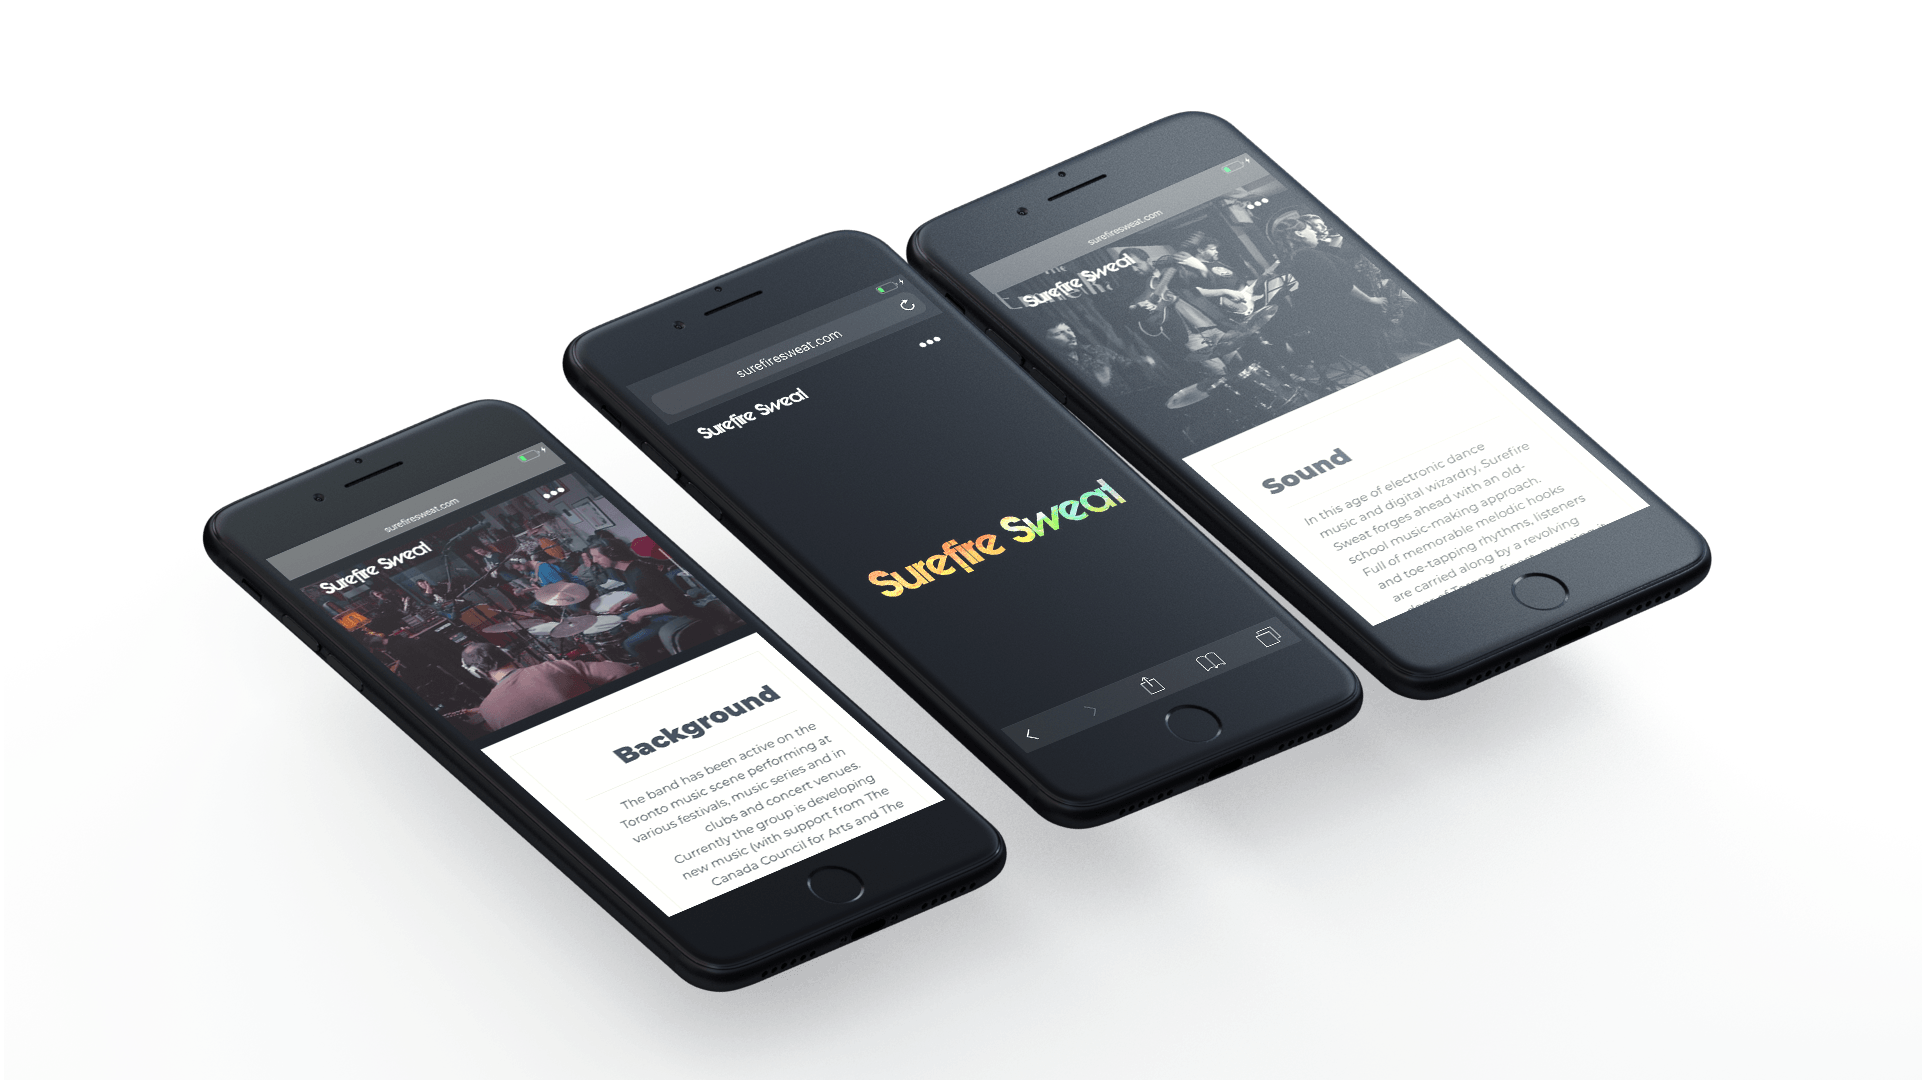 surefiresweat.com
Surefire Sweat
Background
The band has been active on the
Toronto music scene performing at
various festivals, music series and in
clubs and concert venues.
Currently the group is developing
new music (with support from The
Canada Council for Arts and The
surefiresweat.com
Surefire Sweat
Surefire Sweat
surefiresweat.com
Surefire Sweat
Sound
In this age of electronic dance
music and digital wizardry, Surefire
Sweat forges ahead with an old-
school music-making approach.
Full of memorable melodic hooks
and toe-tapping rhythms, listeners
are carried along by a revolving